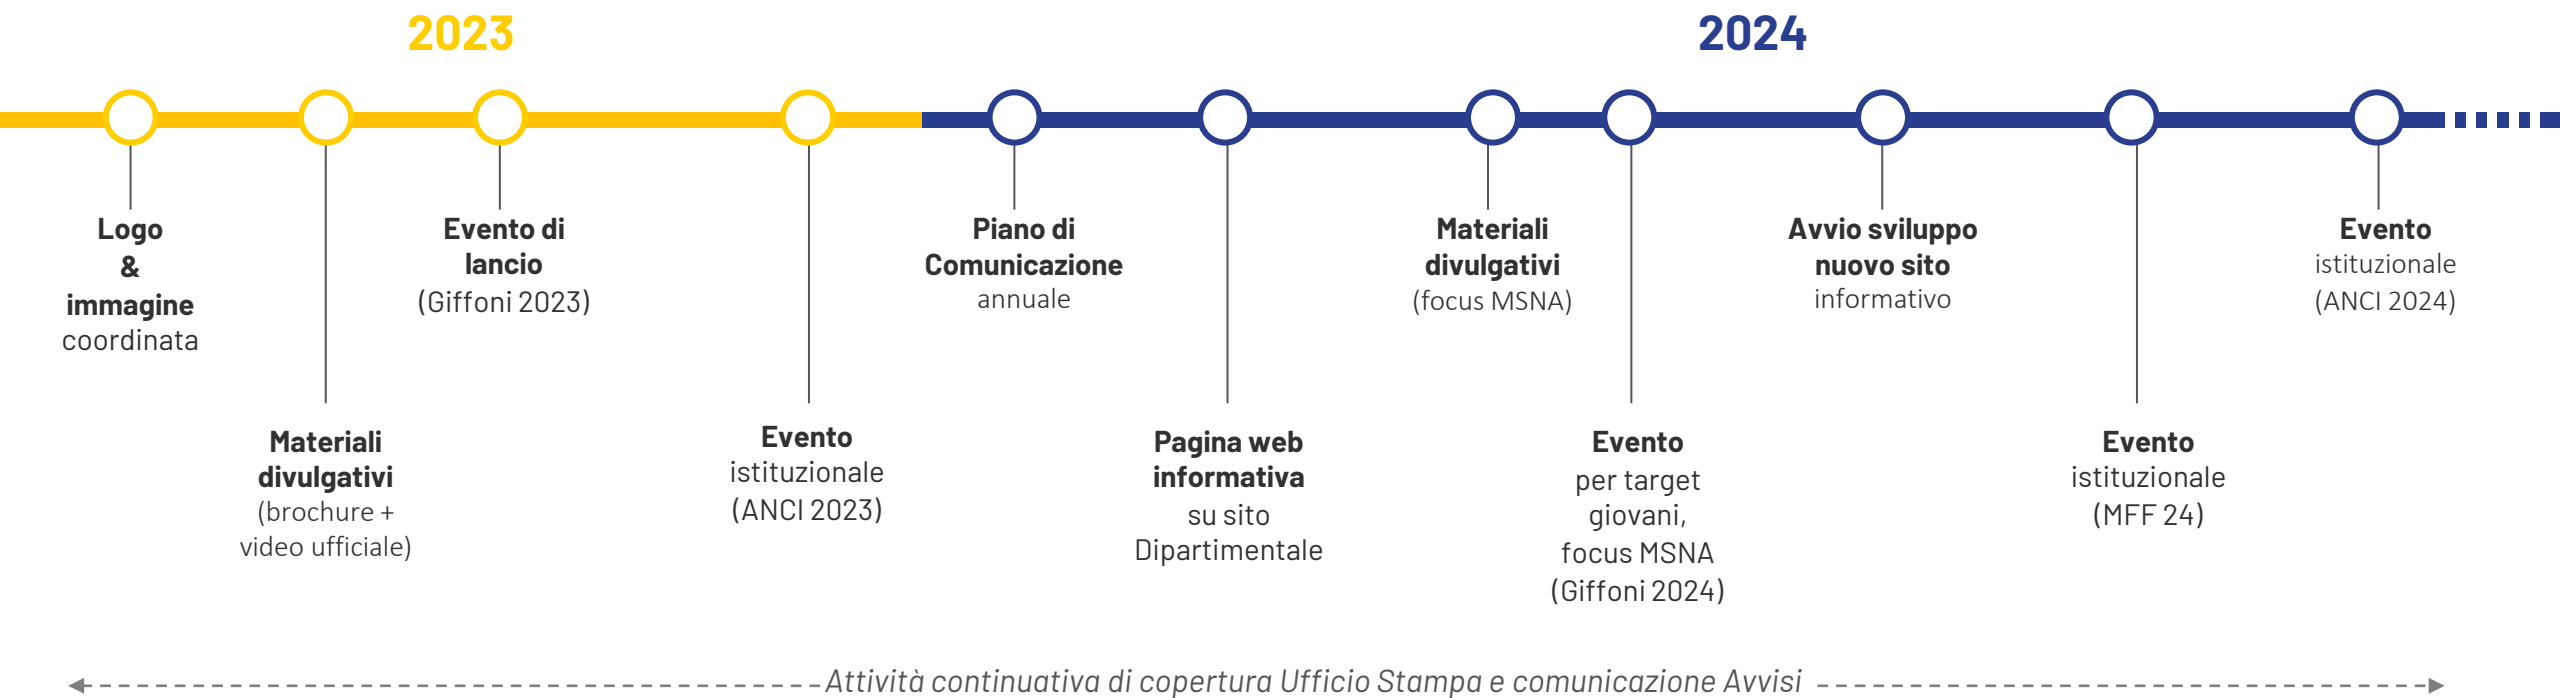 2023
2024
Logo
&
immagine
coordinata
Materiali
divulgativi
(brochure +
video ufficiale)
Evento di
lancio
(Giffoni 2023)
Evento
istituzionale
(ANCI 2023)
Piano di
Comunicazione
annuale
Pagina web
informativa
su sito
Dipartimentale
Materiali
divulgativi
(focus MSNA)
Evento
per target
giovani,
focus MSNA
(Giffoni 2024)
Avvio sviluppo
nuovo sito
informativo
Evento
istituzionale
(MFF 24)
Evento
istituzionale
(ANCI 2024)
Attività continuativa di copertura Ufficio Stampa e comunicazione Avvisi